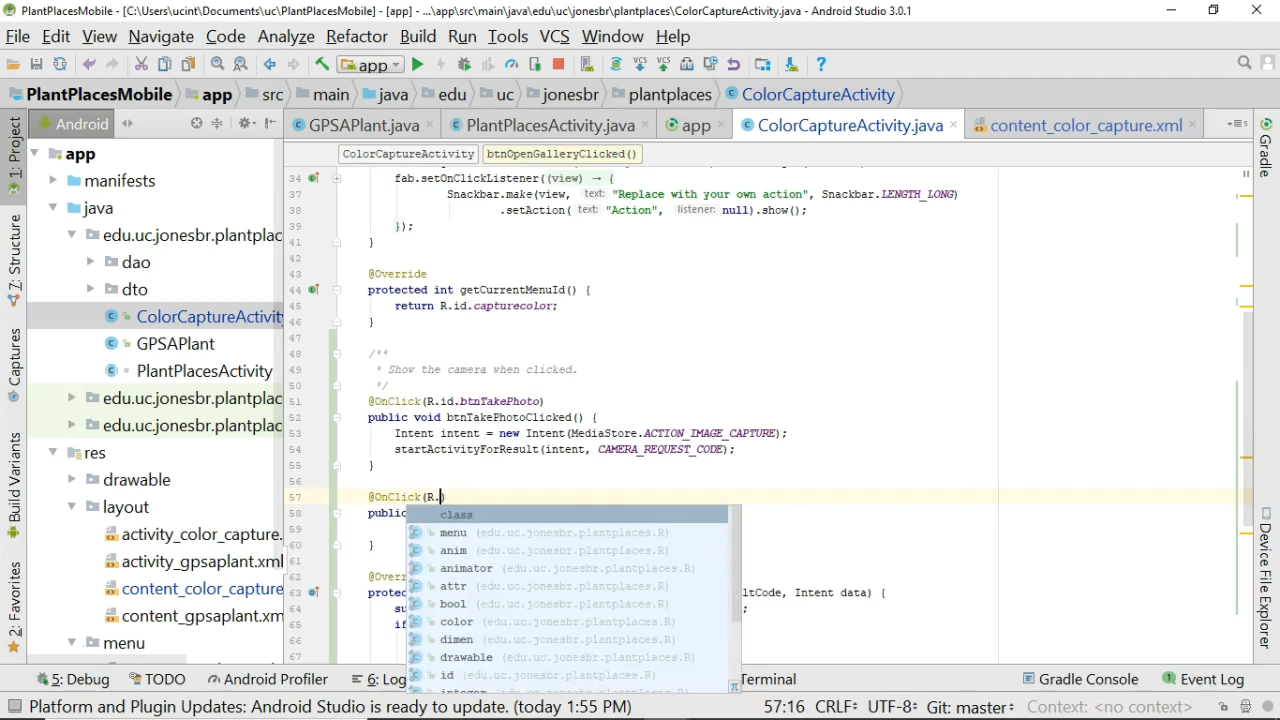 PlantPlacesMobile - [C:\Users\ucint\Documents\uc\PlantPlacesMobile] - [app] - ...\app\src\main\java\edu\uc\jonesbr\plantplaces\ColorCaptureActivity.java - Android Studio 3.0.1
File Edit View Navigate Code Analyze Refactor Build Run Tools VCS Window Help
app
PlantPlacesMobile app src main java edu uc jonesbr plantplaces ColorCaptureActivity
Android GPSAPlant.java PlantPlacesActivity.java app ColorCaptureActivity.java content_color_capture.xml
ColorCaptureActivity btnOpenGalleryClicked()
1: Project
Z: Structure
Captures
Build Variants
2: Favorites
app
manifests
java
edu.uc.jonesbr.plantplac
dao
dto
ColorCaptureActivity
GPSAPlant
PlantPlacesActivity
edu.uc.jonesbr.plantplac
edu.uc.jonesbr.plantplac
res
drawable
layout
activity_color_capture.
activity_gpsaplant.xml
content_color_capture
content_gpsaplant.xm
menu
34 fab.setOnClickListener((view) → {
37 Snackbar.make(view, text: "Replace with your own action", Snackbar.LENGTH_LONG)
38 .setAction( text: "Action", listener: null).show();
39 });
41 }
42
43 @Override
44 protected int getCurrentMenuId() {
45 return R.id.capturecolor;
46 }
47
48 /**
49 * Show the camera when clicked.
50 */
51 @OnClick(R.id.btnTakePhoto)
52 public void btnTakePhotoClicked() {
53 Intent intent = new Intent(MediaStore.ACTION_IMAGE_CAPTURE);
54 startActivityForResult(intent, CAMERA_REQUEST_CODE);
55 }
56
57 @OnClick(R.)
58 public
59
60 }
61
62 @Over
63 protec ltCode, Intent data) {
64 su ;
65 if
66
67
class
menu (edu.uc.jonesbr.plantplaces.R)
anim (edu.uc.jonesbr.plantplaces.R)
animator (edu.uc.jonesbr.plantplaces.R)
attr (edu.uc.jonesbr.plantplaces.R)
bool (edu.uc.jonesbr.plantplaces.R)
color (edu.uc.jonesbr.plantplaces.R)
dimen (edu.uc.jonesbr.plantplaces.R)
drawable (edu.uc.jonesbr.plantplaces.R)
id (edu.uc.jonesbr.plantplaces.R)
Gradle
Device File Explorer
5: Debug TODO Android Profiler 6: Log Terminal Gradle Console 1 Event Log
Platform and Plugin Updates: Android Studio is ready to update. (today 1:55 PM) 57:16 CRLF÷ UTF-8÷ Git: master÷ Context: <no context>